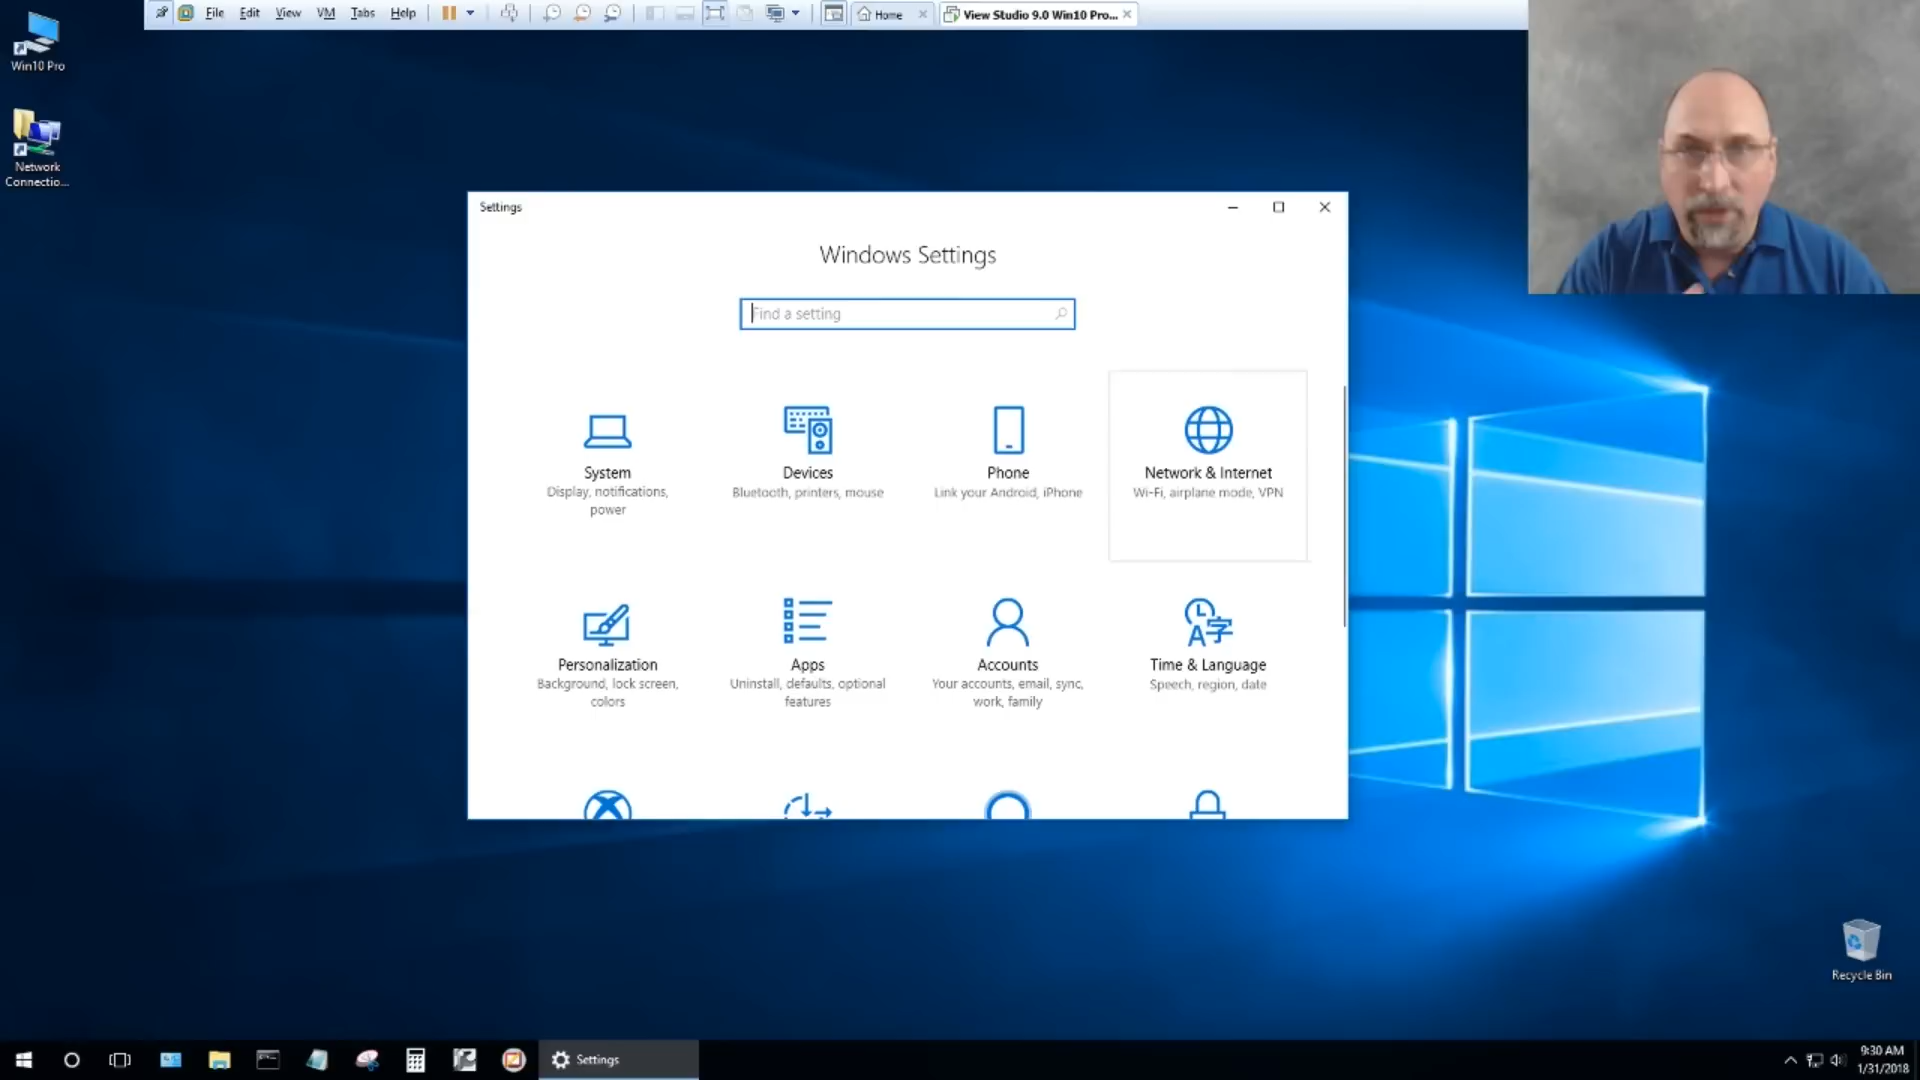 File Edit View VM Tabs Help
Home
View Studio 9.0 Win10 Pro...
Win10 Pro
Network
Connectio...
Settings
Windows Settings
Find a setting
System
Display, notifications,
power
Devices
Bluetooth, printers, mouse
Phone
Link your Android, iPhone
Network & Internet
Wi-Fi, airplane mode, VPN
Personalization
Background, lock screen,
colors
Apps
Uninstall, defaults, optional
features
Accounts
Your accounts, email, sync,
work, family
Time & Language
Speech, region, date
Recycle Bin
Settings
9:30 AM
1/31/2018